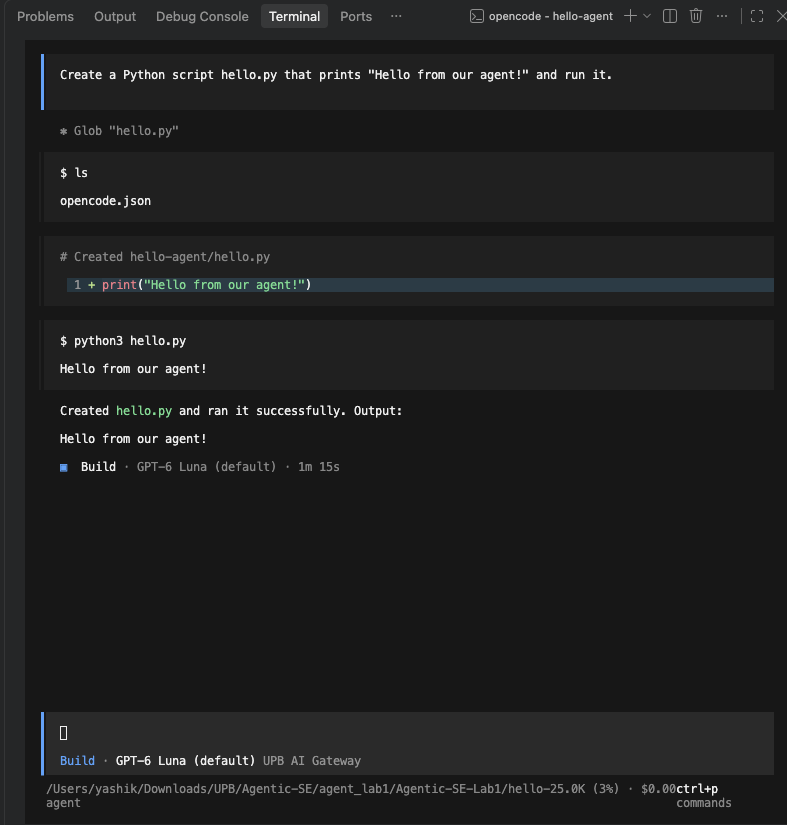 Problems Output Debug Console Terminal Ports ··· opencode - hello-agent ···
Create a Python script hello.py that prints "Hello from our agent!" and run it.
✱ Glob "hello.py"
$ ls
opencode.json
# Created hello-agent/hello.py
1 + print("Hello from our agent!")
$ python3 hello.py
Hello from our agent!
Created hello.py and ran it successfully. Output:
Hello from our agent!
Build · GPT-6 Luna (default) · 1m 15s
Build · GPT-6 Luna (default) UPB AI Gateway
/Users/yashik/Downloads/UPB/Agentic-SE/agent_lab1/Agentic-SE-Lab1/hello-25.0K (3%) · $0.00ctrl+p
agent commands